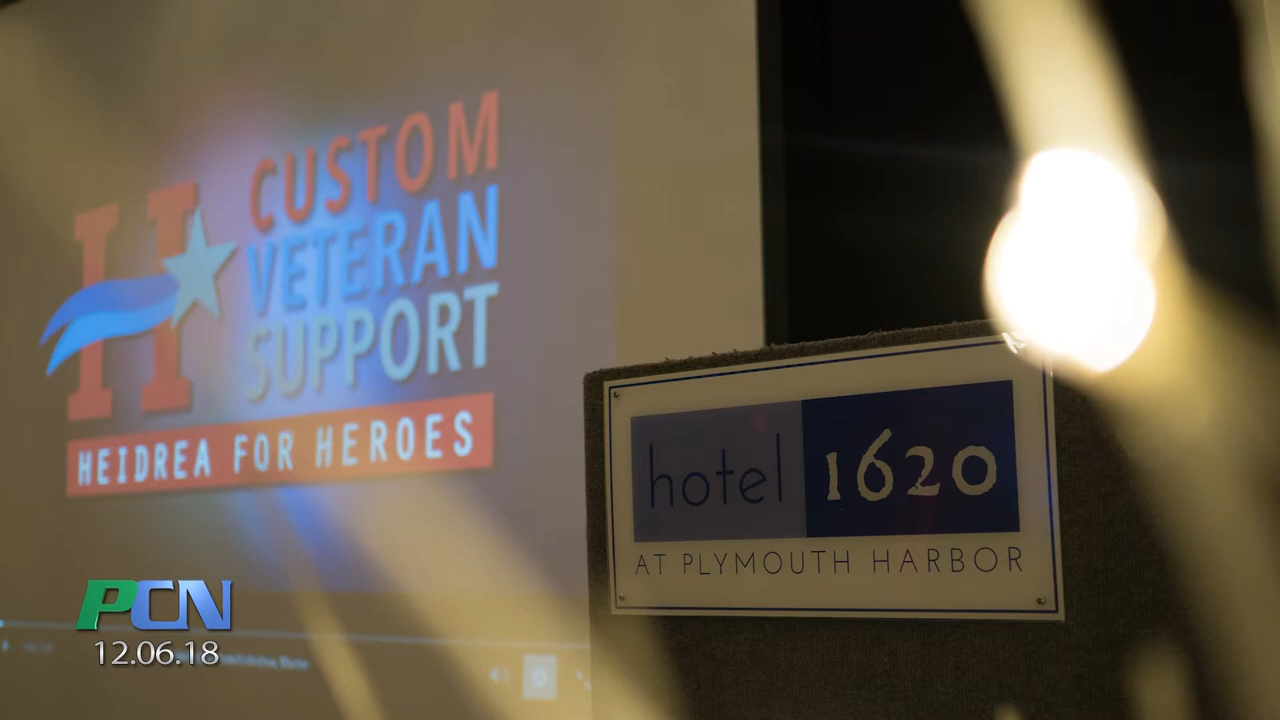 CUSTOM
VETERAN
SUPPORT
HEIDREA FOR HEROES
hotel 1620
AT PLYMOUTH HARBOR
PCN
12.06.18